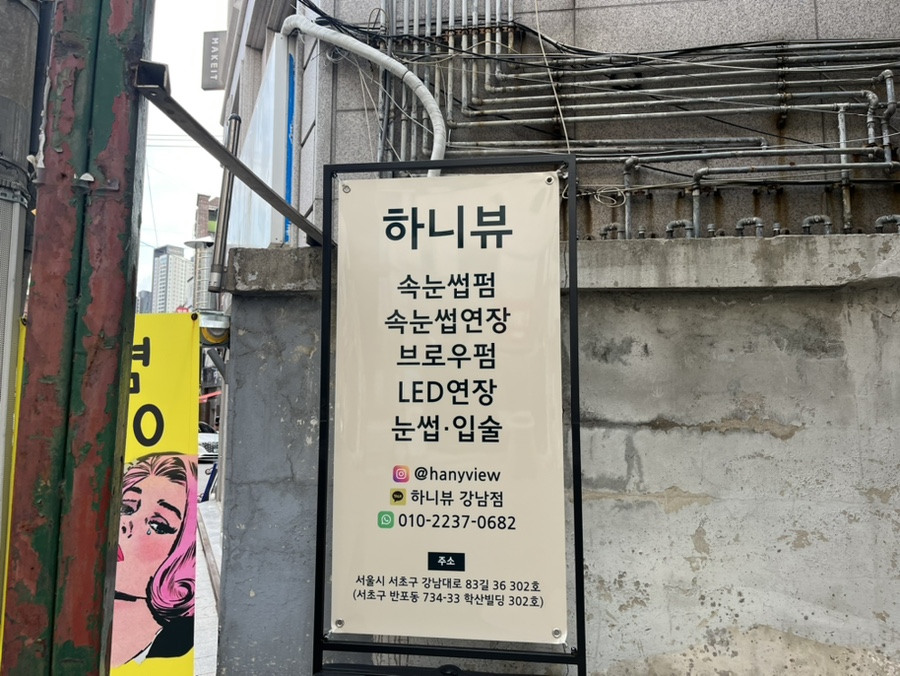 MAKEIT
하니뷰
속눈썹펌
속눈썹연장
브로우펌
LED연장
눈썹·입술
@hanyview
하니뷰 강남점
010-2237-0682
주소
서울시 서초구 강남대로 83길 36 302호
(서초구 반포동 734-33 학산빌딩 302호)